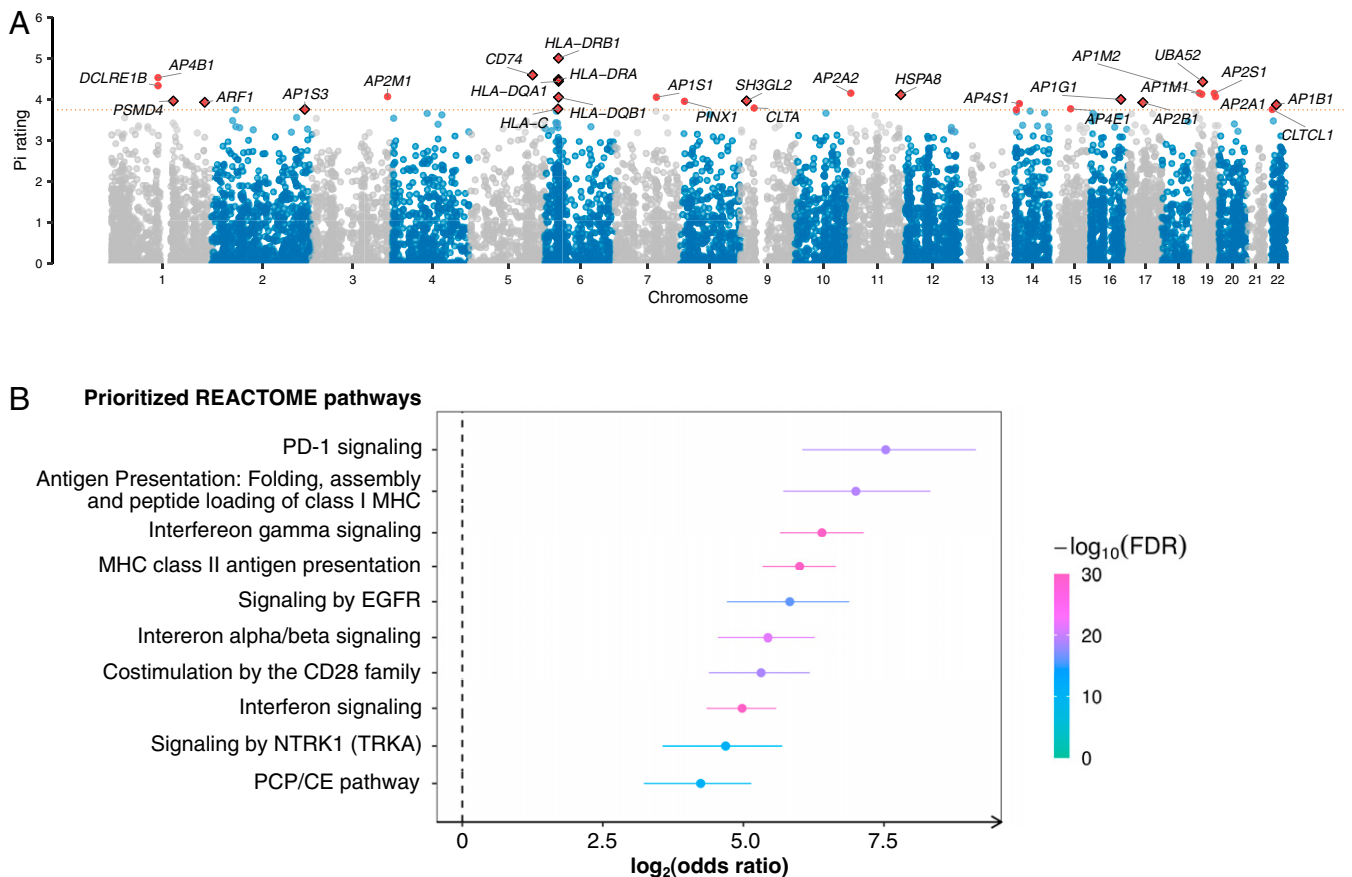 A
6
5
4
3
2
1
0
Pi rating
DCLRE1B
AP4B1
PSMD4
ARF1
AP1S3
AP2M1
CD74
HLA−DRB1
HLA−DRA
HLA−DQA1
HLA−DQB1
HLA−C
AP1S1
PINX1
SH3GL2
CLTA
AP2A2
HSPA8
AP4S1
AP1G1
AP4E1
AP1M2
AP1M1
AP2B1
UBA52
AP2S1
AP2A1
AP1B1
CLTCL1
1 2 3 4 5 6 7 8 9 10 11 12 13 14 15 16 17 18 19 20 21 22
Chromosome
B
Prioritized REACTOME pathways
PD-1 signaling
Antigen Presentation: Folding, assembly
and peptide loading of class I MHC
Interfereon gamma signaling
MHC class II antigen presentation
Signaling by EGFR
Intereron alpha/beta signaling
Costimulation by the CD28 family
Interferon signaling
Signaling by NTRK1 (TRKA)
PCP/CE pathway
0 2.5 5.0 7.5
log2(odds ratio)
−log10(FDR)
30
20
10
0